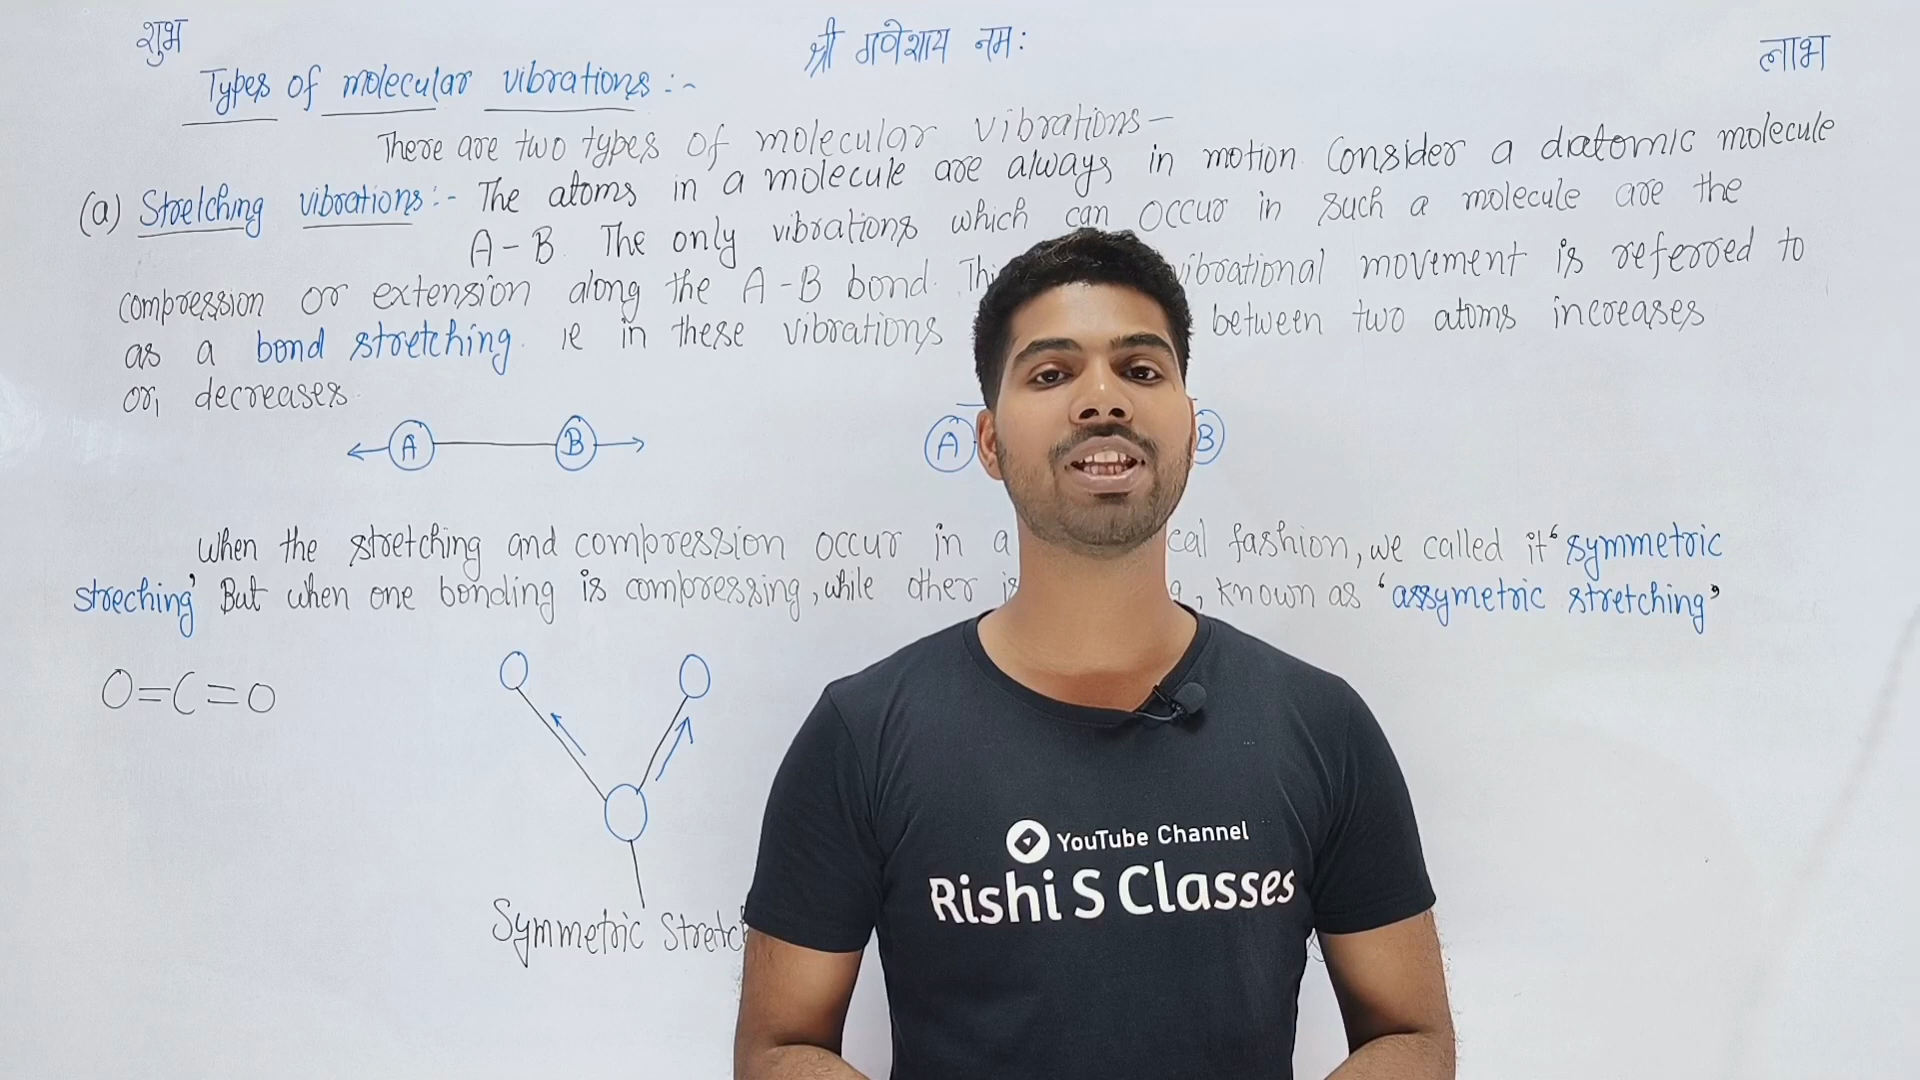 शुभ
श्री गणेशाय नमः
लाभ
Types of molecular vibrations :-
There are two types of molecular vibrations-
(a) Stretching vibrations :- The atoms in a molecule are always in motion. Consider a diatomic molecule
A-B. The only vibrations which can occur in such a molecule are the
compression or extension along the A-B bond. vibrational movement is referred to
as a bond stretching. ie in these vibrations between two atoms increases
or, decreases.
A B
A B
When the stretching and compression occur in a fashion, we called it 'symmetric
streching' But when one bonding is compressing, while other , known as 'assymetric stretching'
O=C=O
Symmetric
YouTube Channel
Rishi S Classes